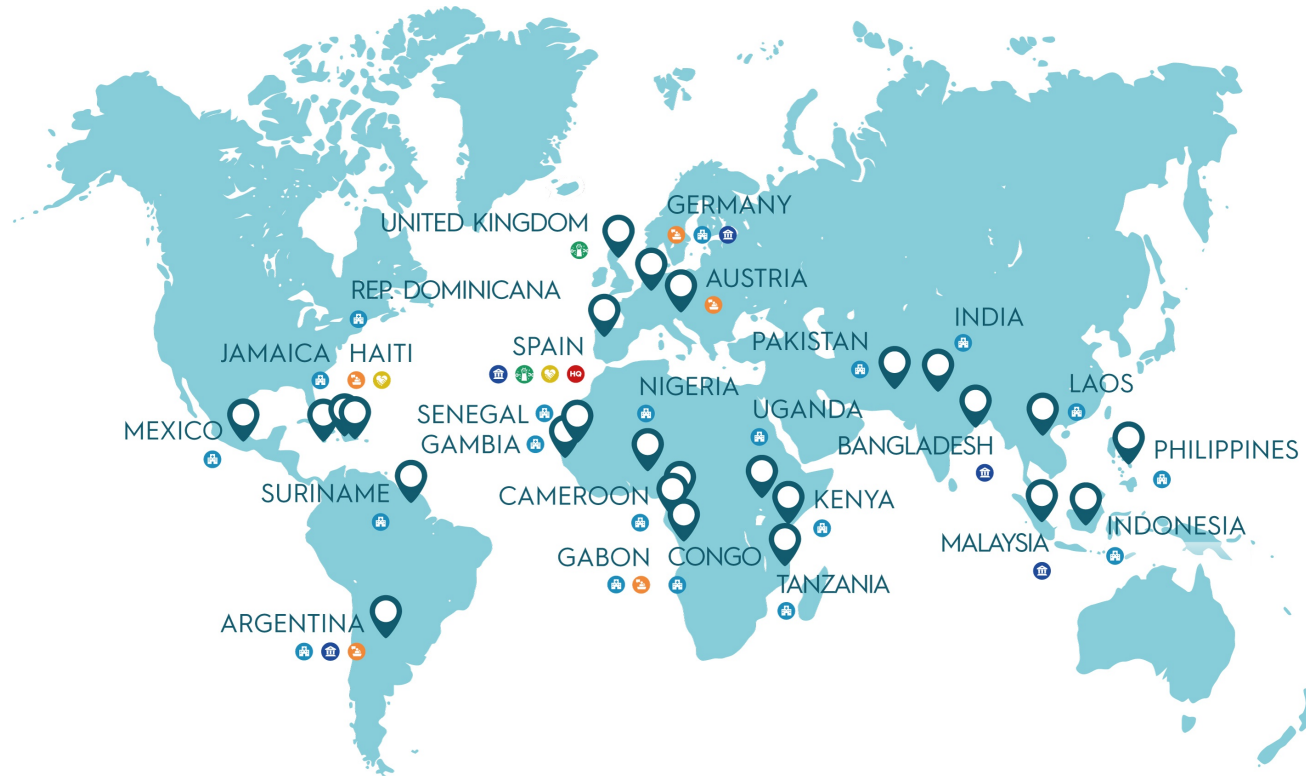 UNITED KINGDOM
GERMANY
REP. DOMINICANA
AUSTRIA
JAMAICA
HAITI
SPAIN
HQ
PAKISTAN
INDIA
NIGERIA
LAOS
SENEGAL
GAMBIA
UGANDA
MEXICO
BANGLADESH
PHILIPPINES
SURINAME
CAMEROON
KENYA
INDONESIA
MALAYSIA
GABON
CONGO
TANZANIA
ARGENTINA